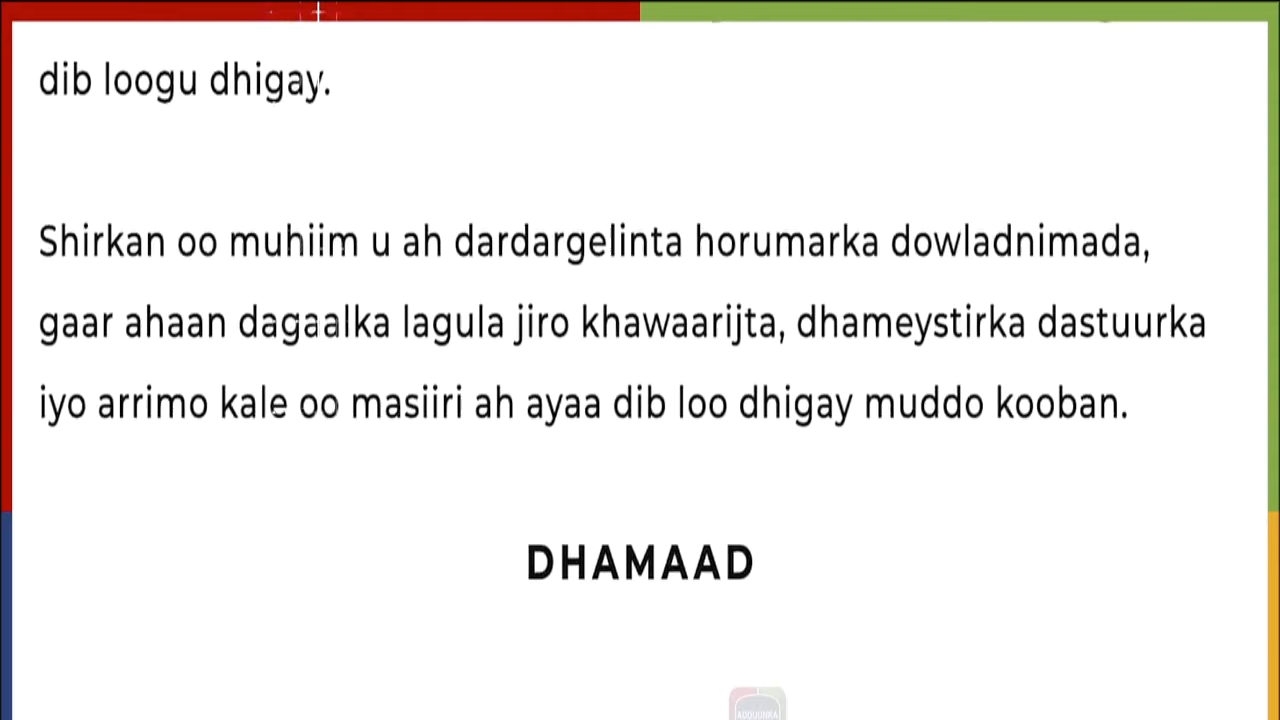 dib loogu dhigay.
Shirkan oo muhiim u ah dardargelinta horumarka dowladnimada,
gaar ahaan dagaalka lagula jiro khawaarijta, dhameystirka dastuurka
iyo arrimo kale oo masiiri ah ayaa dib loo dhigay muddo kooban.
DHAMAAD